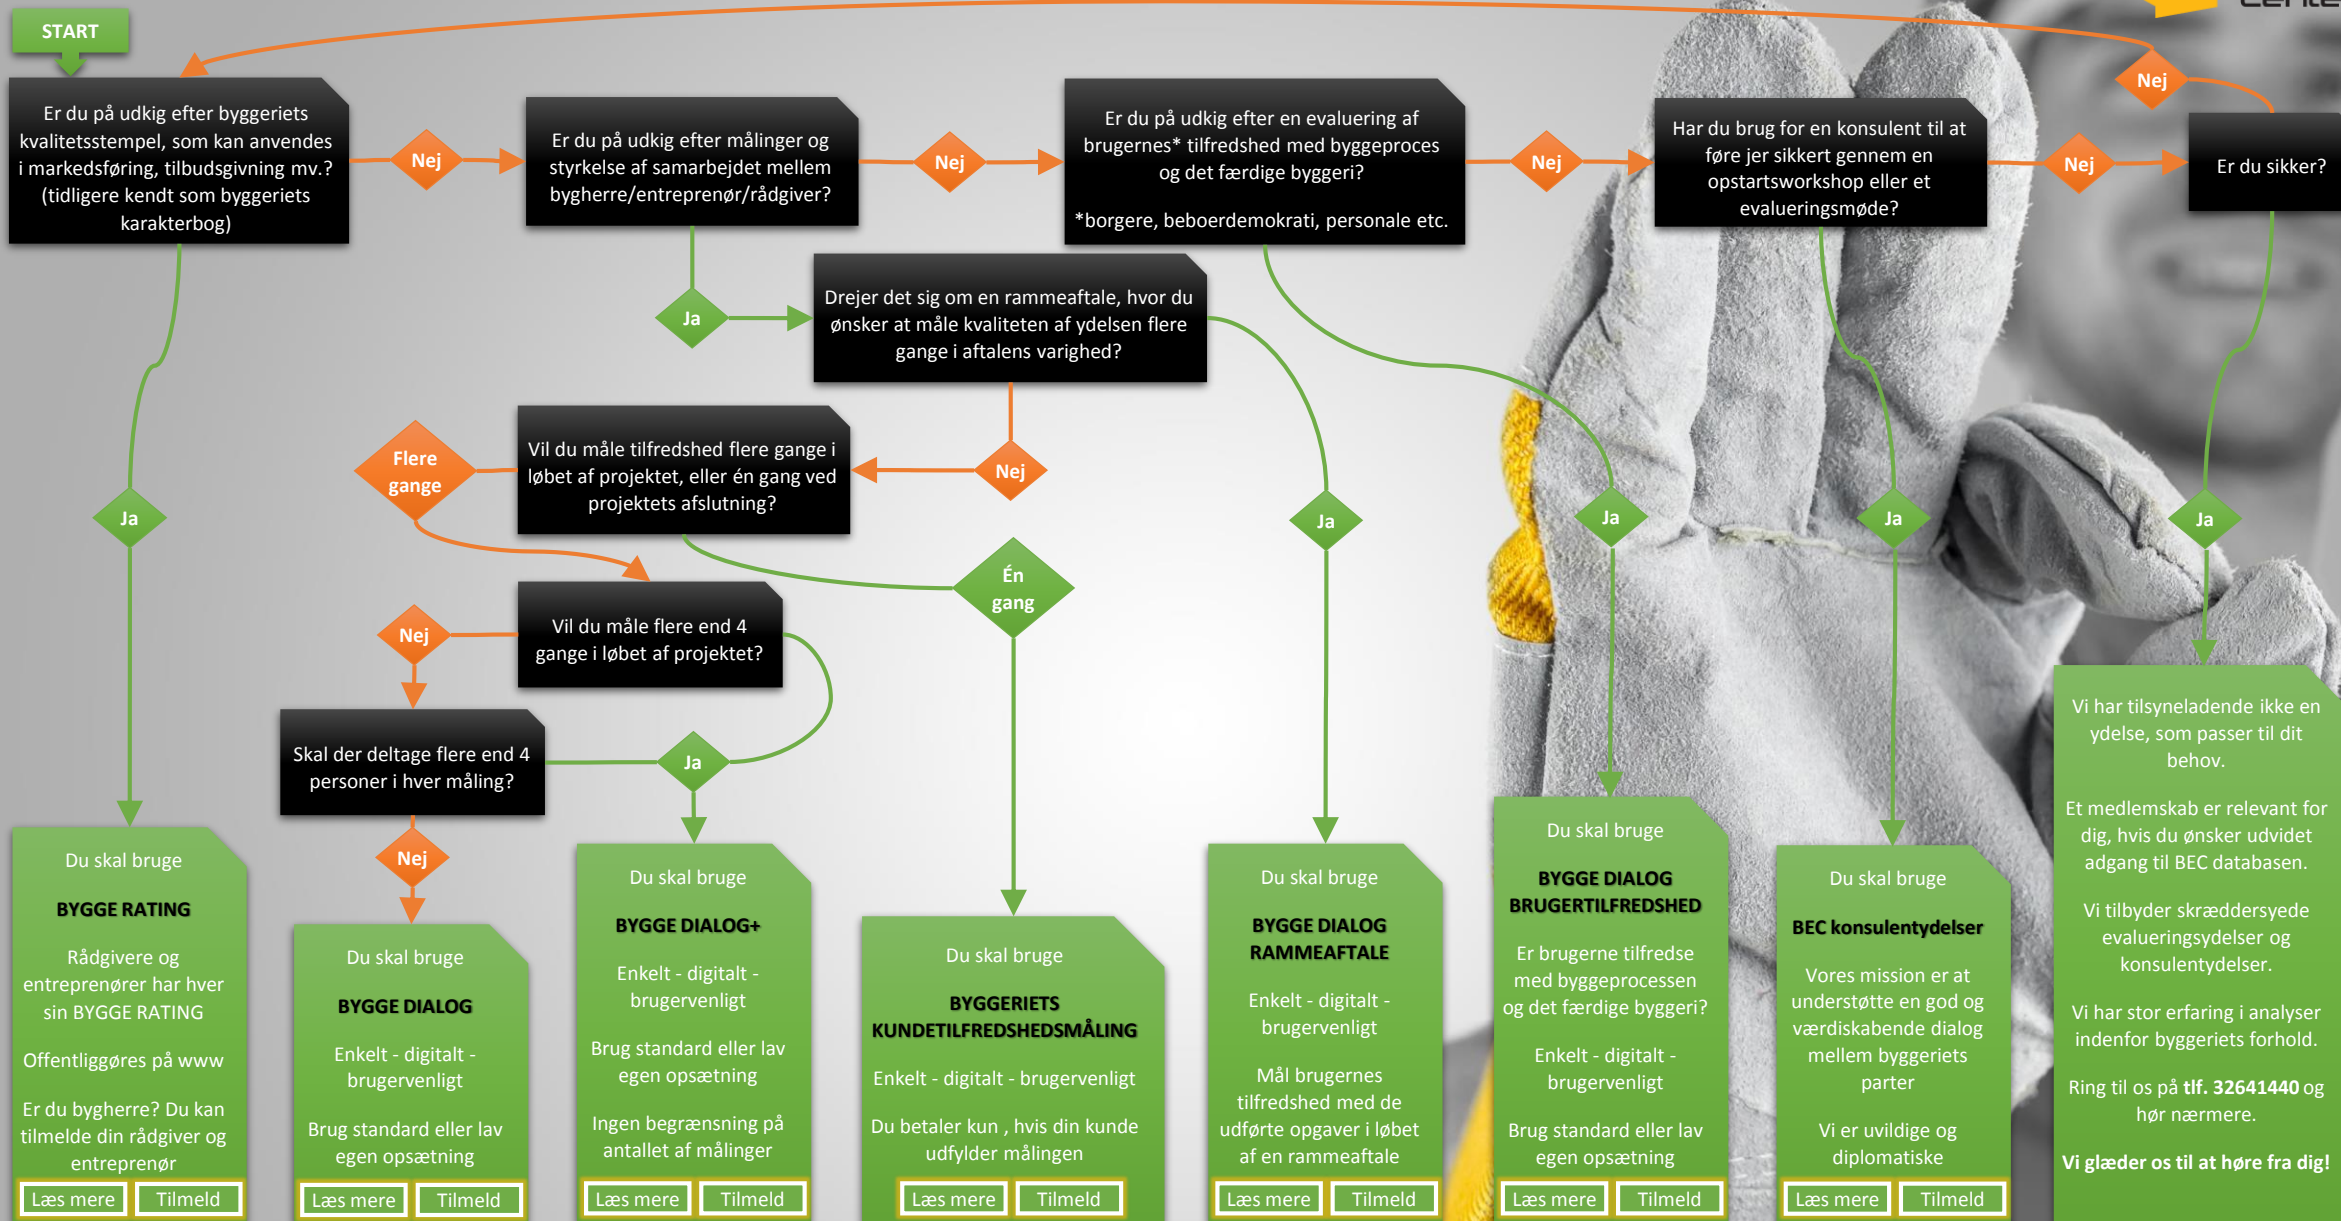 START
Er du på udkig efter byggeriets
kvalitetsstempel, som kan anvendes
i markedsføring, tilbudsgivning mv.?
(tidligere kendt som byggeriets
karakterbog)
Nej
Er du på udkig efter målinger og
styrkelse af samarbejdet mellem
bygherre/entreprenør/rådgiver?
Nej
Er du på udkig efter en evaluering af
brugernes* tilfredshed med byggeproces
og det færdige byggeri?
*borgere, beboerdemokrati, personale etc.
Nej
Har du brug for en konsulent til at
føre jer sikkert gennem en
opstartsworkshop eller et
evalueringsmøde?
Nej
Er du sikker?
Nej
Ja
Drejer det sig om en rammeaftale, hvor du
ønsker at måle kvaliteten af ydelsen flere
gange i aftalens varighed?
Flere
gange
Vil du måle tilfredshed flere gange i
løbet af projektet, eller én gang ved
projektets afslutning?
Nej
Ja
Ja
Ja
Ja
Ja
Én
gang
Nej
Vil du måle flere end 4
gange i løbet af projektet?
Skal der deltage flere end 4
personer i hver måling?
Ja
Nej
Du skal bruge
BYGGE RATING
Rådgivere og
entreprenører har hver
sin BYGGE RATING
Offentliggøres på www
Er du bygherre? Du kan
tilmelde din rådgiver og
entreprenør
Læs mere
Tilmeld
Du skal bruge
BYGGE DIALOG
Enkelt - digitalt -
brugervenligt
Brug standard eller lav
egen opsætning
Læs mere
Tilmeld
Du skal bruge
BYGGE DIALOG+
Enkelt - digitalt -
brugervenligt
Brug standard eller lav
egen opsætning
Ingen begrænsning på
antallet af målinger
Læs mere
Tilmeld
Du skal bruge
BYGGERIETS
KUNDETILFREDSHEDSMÅLING
Enkelt - digitalt - brugervenligt
Du betaler kun , hvis din kunde
udfylder målingen
Læs mere
Tilmeld
Du skal bruge
BYGGE DIALOG
RAMMEAFTALE
Enkelt - digitalt -
brugervenligt
Mål brugernes
tilfredshed med de
udførte opgaver i løbet
af en rammeaftale
Læs mere
Tilmeld
Du skal bruge
BYGGE DIALOG
BRUGERTILFREDSHED
Er brugerne tilfredse
med byggeprocessen
og det færdige byggeri?
Enkelt - digitalt -
brugervenligt
Brug standard eller lav
egen opsætning
Læs mere
Tilmeld
Du skal bruge
BEC konsulentydelser
Vores mission er at
understøtte en god og
værdiskabende dialog
mellem byggeriets
parter
Vi er uvildige og
diplomatiske
Læs mere
Tilmeld
Vi har tilsyneladende ikke en
ydelse, som passer til dit
behov.
Et medlemskab er relevant for
dig, hvis du ønsker udvidet
adgang til BEC databasen.
Vi tilbyder skræddersyede
evalueringsydelser og
konsulentydelser.
Vi har stor erfaring i analyser
indenfor byggeriets forhold.
Ring til os på tlf. 32641440 og
hør nærmere.
Vi glæder os til at høre fra dig!